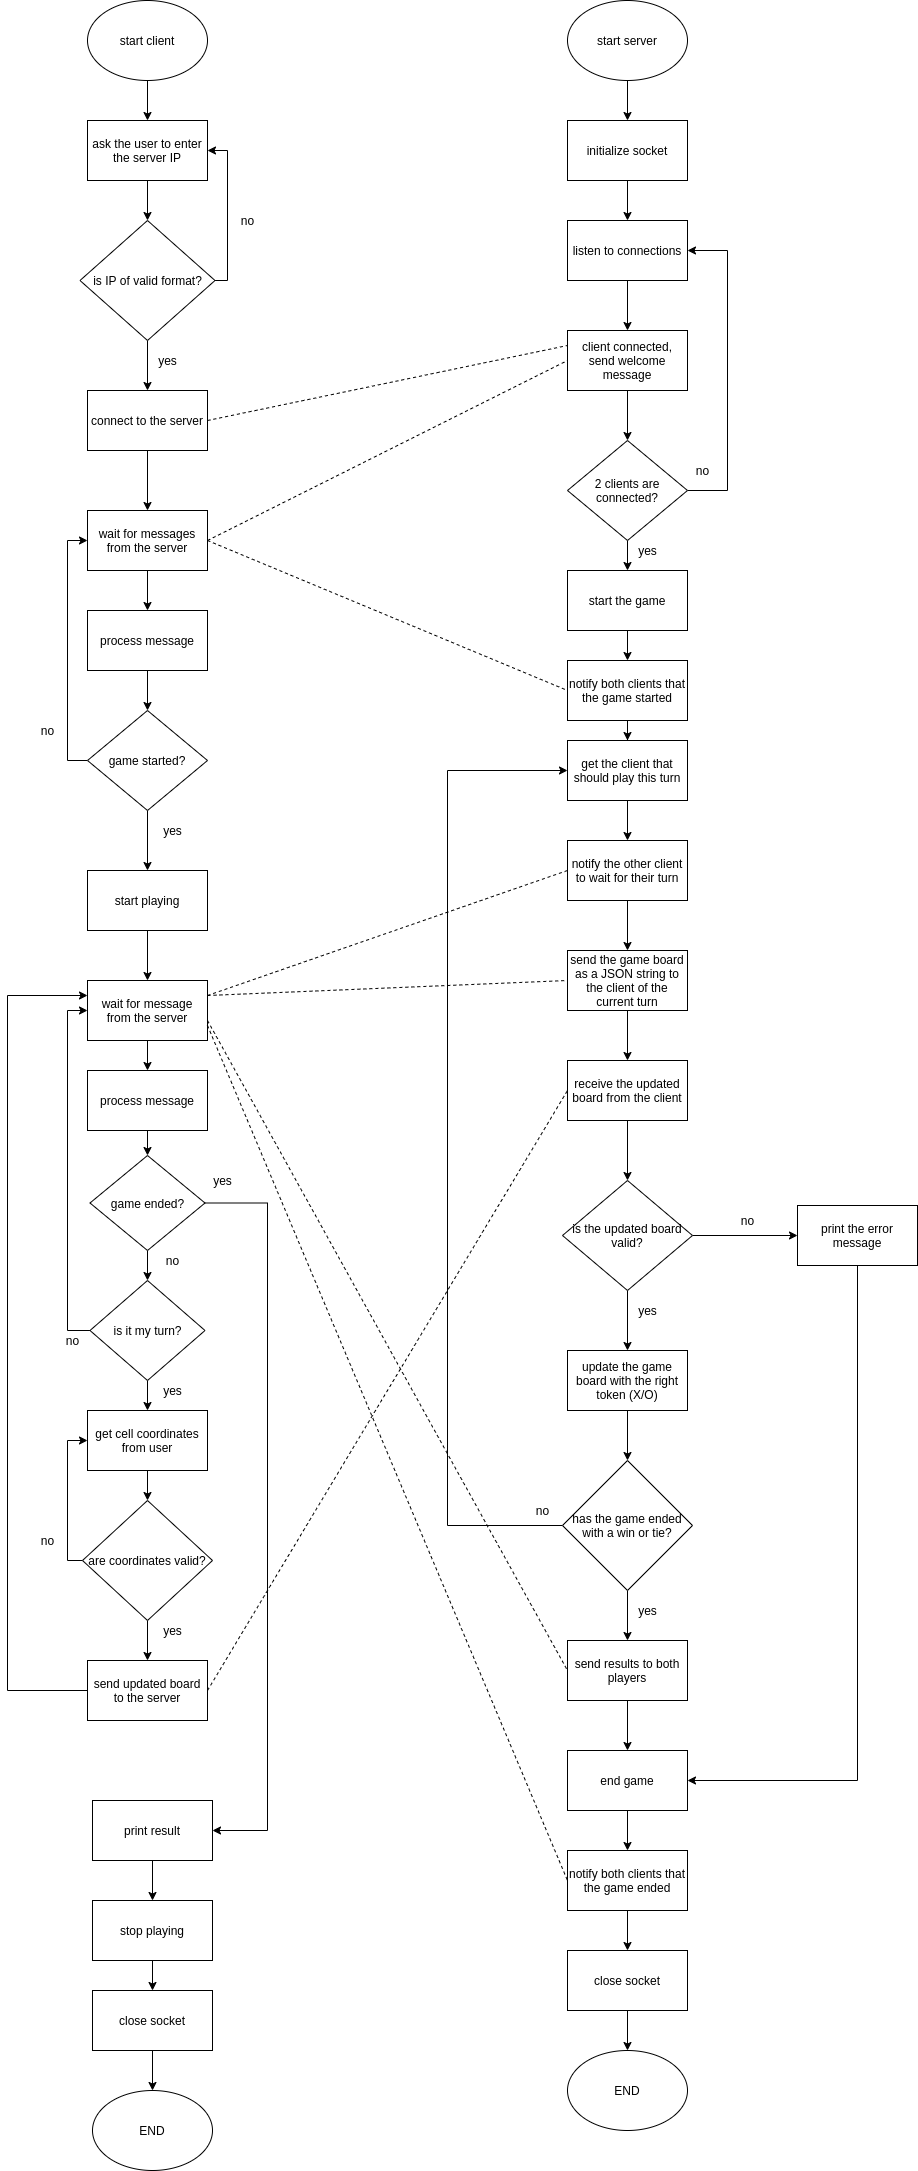 start client
ask the user to enter
the server IP
no
is IP of valid format?
yes
connect to the server
wait for messages
from the server
process message
no
game started?
yes
start playing
wait for message
from the server
process message
yes
game ended?
no
is it my turn?
no
yes
get cell coordinates
from user
no
are coordinates valid?
yes
send updated board
to the server
print result
stop playing
close socket
END
start server
initialize socket
listen to connections
client connected,
send welcome
message
no
2 clients are
connected?
yes
start the game
notify both clients that
the game started
get the client that
should play this turn
notify the other client
to wait for their turn
send the game board
as a JSON string to
the client of the
current turn
receive the updated
board from the client
is the updated board
valid?
no
print the error
message
yes
update the game
board with the right
token (X/O)
no
has the game ended
with a win or tie?
yes
send results to both
players
end game
notify both clients that
the game ended
close socket
END